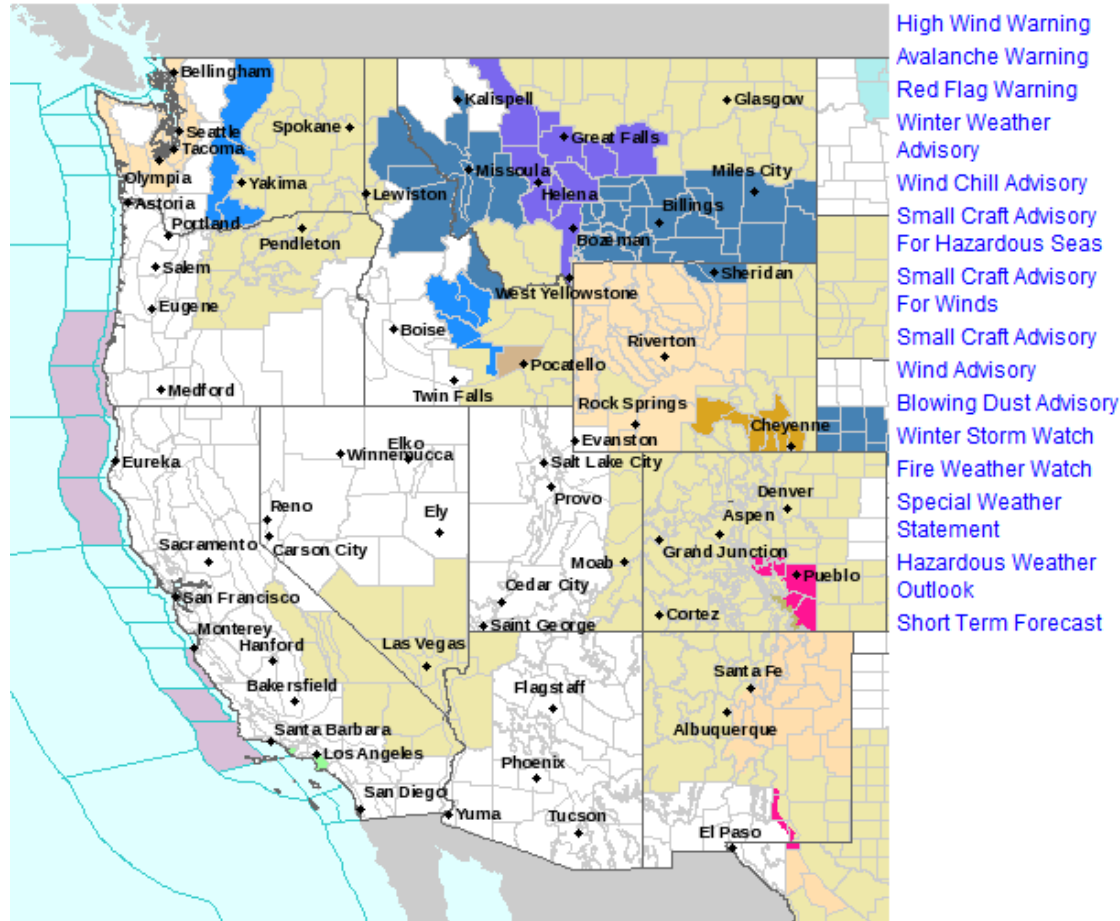 High Wind Warning
Avalanche Warning
Red Flag Warning
Winter Weather
Advisory
Wind Chill Advisory
Small Craft Advisory
For Hazardous Seas
Small Craft Advisory
For Winds
Small Craft Advisory
Wind Advisory
Blowing Dust Advisory
Winter Storm Watch
Fire Weather Watch
Special Weather
Statement
Hazardous Weather
Outlook
Short Term Forecast
Bellingham
Seattle
Tacoma
Olympia
Astoria
Yakima
Spokane
Portland
Pendleton
Salem
Eugene
Medford
Kalispell
Great Falls
Glasgow
Missoula
Helena
Miles City
Lewiston
Billings
Bozeman
Sheridan
West Yellowstone
Boise
Riverton
Pocatello
Twin Falls
Rock Springs
Cheyenne
Evanston
Eureka
Elko
Winnemucca
Salt Lake City
Provo
Reno
Ely
Denver
Aspen
Sacramento
Carson City
Moab
Grand Junction
Pueblo
San Francisco
Cedar City
Cortez
Saint George
Monterey
Hanford
Las Vegas
Bakersfield
Flagstaff
Santa Fe
Albuquerque
Santa Barbara
Los Angeles
Phoenix
San Diego
Yuma
Tucson
El Paso